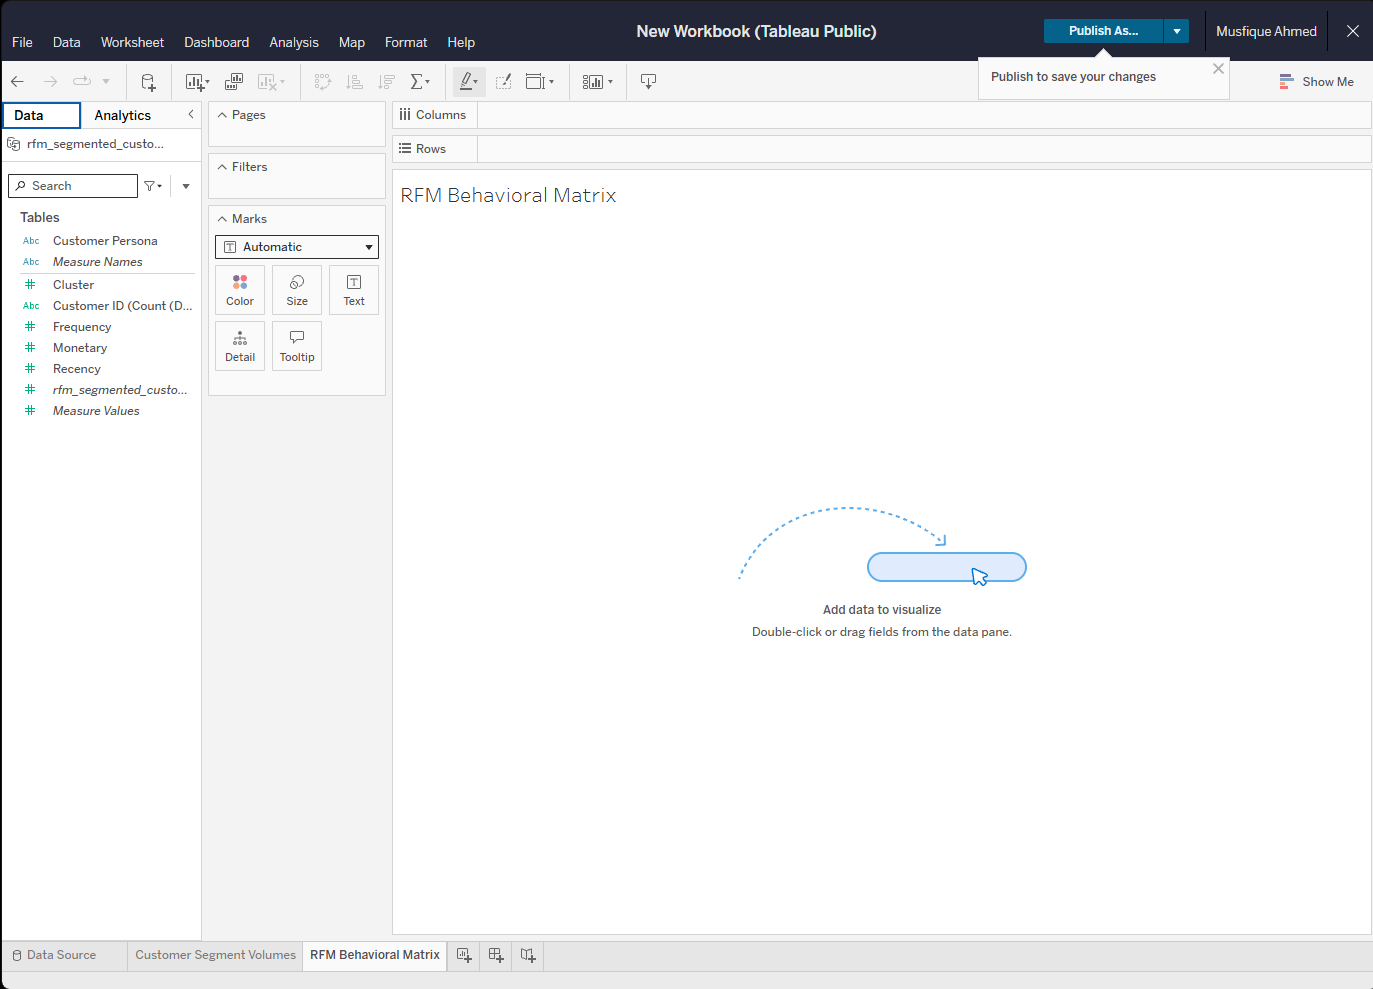 New Workbook (Tableau Public)
Publish As...
Musfique Ahmed
File Data Worksheet Dashboard Analysis Map Format Help
Publish to save your changes
Show Me
Data
Analytics
rfm_segmented_custo...
Search
Tables
Abc Customer Persona
Abc Measure Names
Cluster
Abc Customer ID (Count (D...
Frequency
Monetary
Recency
rfm_segmented_custo...
Measure Values
Pages
Filters
Marks
T Automatic
Color
Size
T
Text
Detail
Tooltip
Columns
Rows
RFM Behavioral Matrix
Add data to visualize
Double-click or drag fields from the data pane.
Data Source
Customer Segment Volumes
RFM Behavioral Matrix